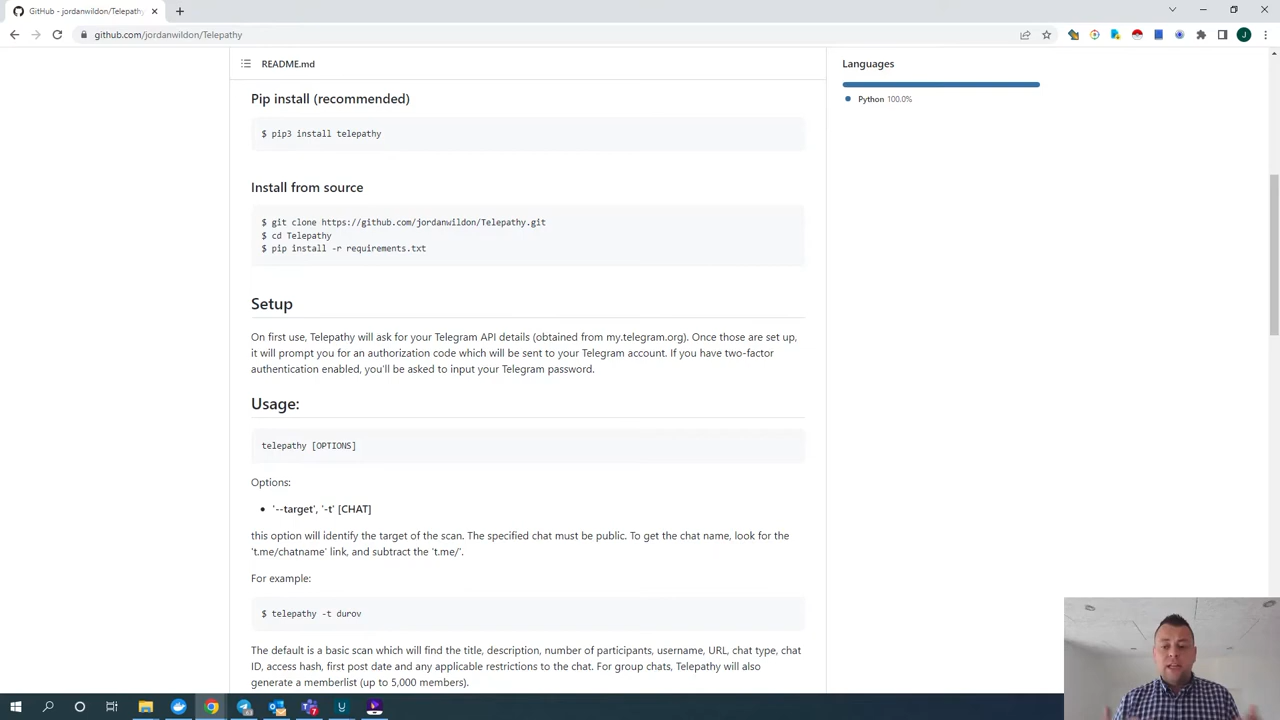 GitHub - jordanwildon/Telepathy
github.com/jordanwildon/Telepathy
J
README.md
Languages
Python 100.0%
Pip install (recommended)
$ pip3 install telepathy
Install from source
$ git clone https://github.com/jordanwildon/Telepathy.git
$ cd Telepathy
$ pip install -r requirements.txt
Setup
On first use, Telepathy will ask for your Telegram API details (obtained from my.telegram.org). Once those are set up,
it will prompt you for an authorization code which will be sent to your Telegram account. If you have two-factor
authentication enabled, you'll be asked to input your Telegram password.
Usage:
telepathy [OPTIONS]
Options:
'--target', '-t' [CHAT]
this option will identify the target of the scan. The specified chat must be public. To get the chat name, look for the
't.me/chatname' link, and subtract the 't.me/'.
For example:
$ telepathy -t durov
The default is a basic scan which will find the title, description, number of participants, username, URL, chat type, chat
ID, access hash, first post date and any applicable restrictions to the chat. For group chats, Telepathy will also
generate a memberlist (up to 5,000 members).